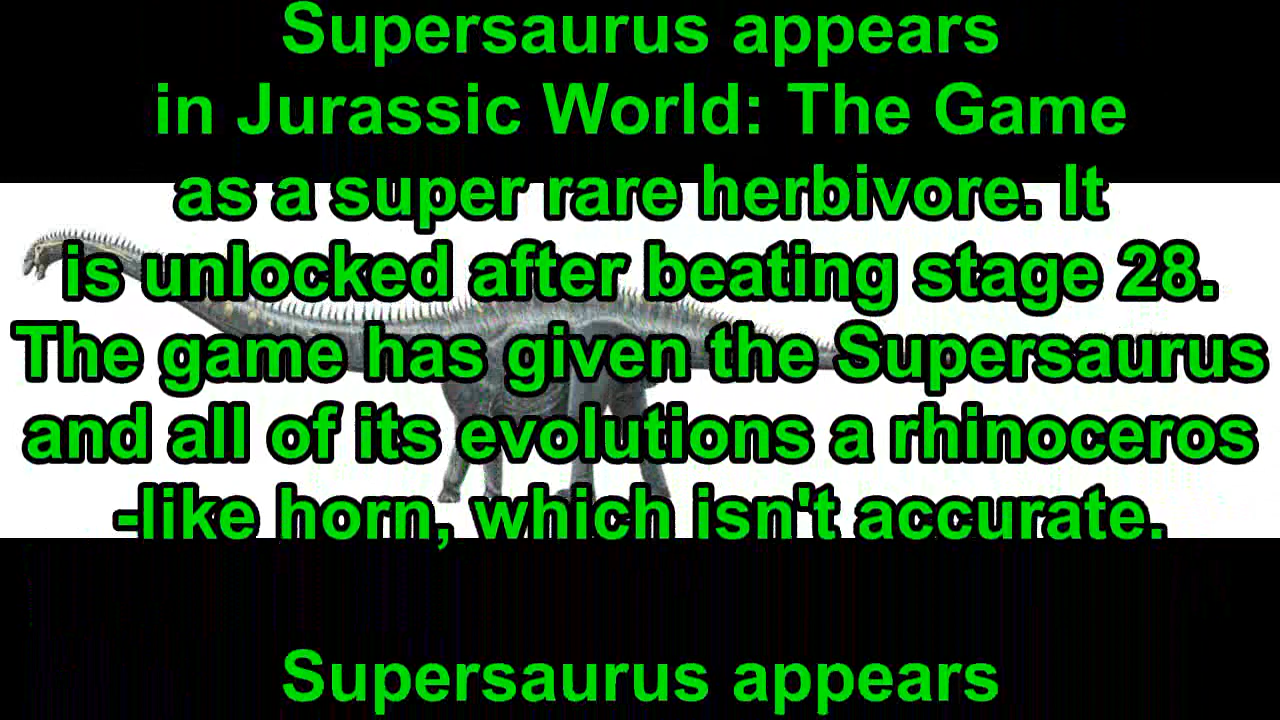 Supersaurus appears
in Jurassic World: The Game
as a super rare herbivore. It
is unlocked after beating stage 28.
The game has given the Supersaurus
and all of its evolutions a rhinoceros
-like horn, which isn't accurate.
Supersaurus appears